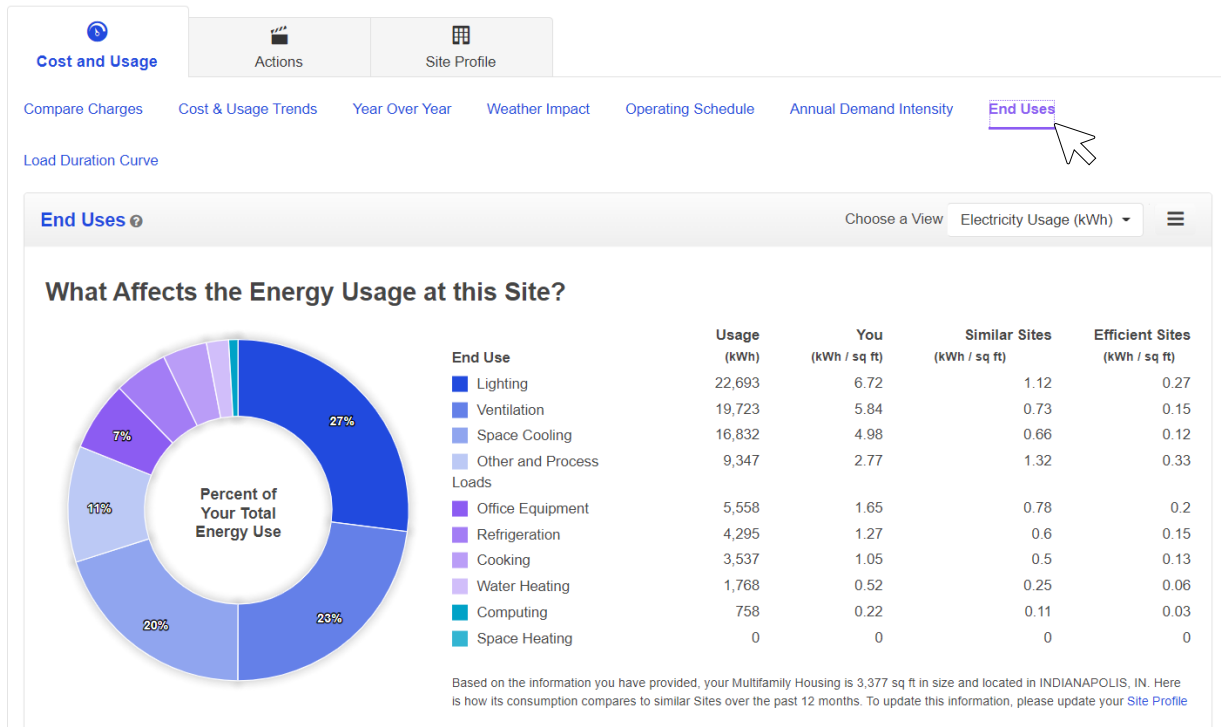 Cost and Usage
Actions
Site Profile
Compare Charges
Cost & Usage Trends
Year Over Year
Weather Impact
Operating Schedule
Annual Demand Intensity
End Uses
Load Duration Curve
End Uses
Choose a View Electricity Usage (kWh)
What Affects the Energy Usage at this Site?
27%
23%
20%
11%
7%
Percent of
Your Total
Energy Use
Usage You Similar Sites Efficient Sites
End Use (kWh) (kWh / sq ft) (kWh / sq ft) (kWh / sq ft)
Lighting 22,693 6.72 1.12 0.27
Ventilation 19,723 5.84 0.73 0.15
Space Cooling 16,832 4.98 0.66 0.12
Other and Process 9,347 2.77 1.32 0.33
Loads
Office Equipment 5,558 1.65 0.78 0.2
Refrigeration 4,295 1.27 0.6 0.15
Cooking 3,537 1.05 0.5 0.13
Water Heating 1,768 0.52 0.25 0.06
Computing 758 0.22 0.11 0.03
Space Heating 0 0 0 0
Based on the information you have provided, your Multifamily Housing is 3,377 sq ft in size and located in INDIANAPOLIS, IN. Here
is how its consumption compares to similar Sites over the past 12 months. To update this information, please update your Site Profile